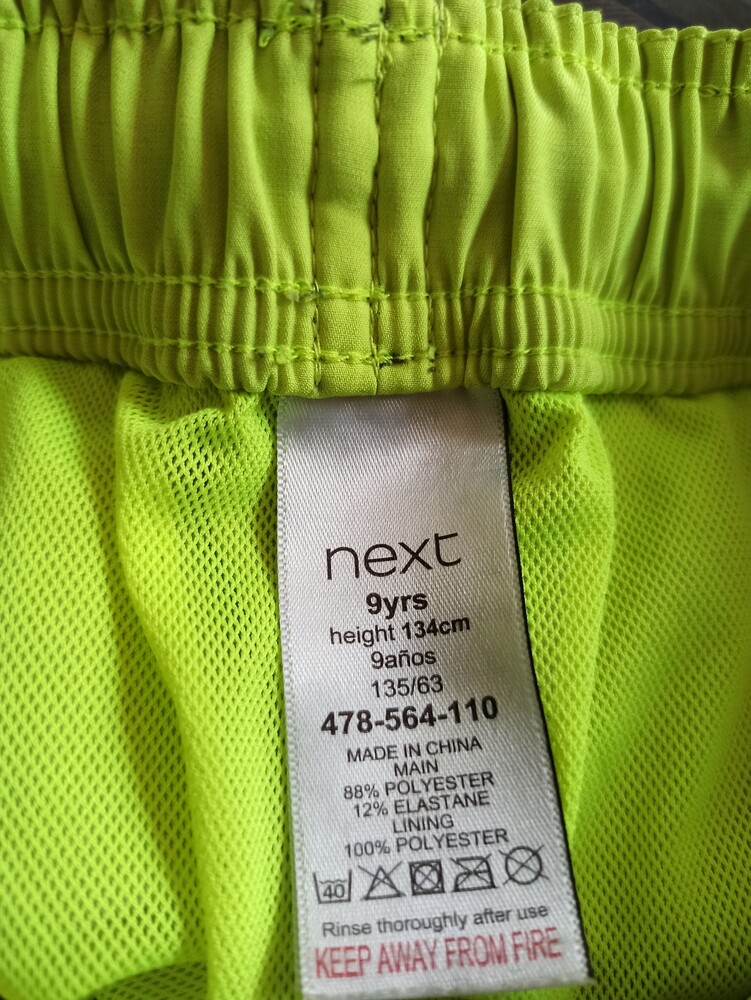 next
9yrs
height 134cm
9años
135/63
478-564-110
MADE IN CHINA
MAIN
88% POLYESTER
12% ELASTANE
LINING
100% POLYESTER
40
Rinse thoroughly after use
KEEP AWAY FROM FIRE